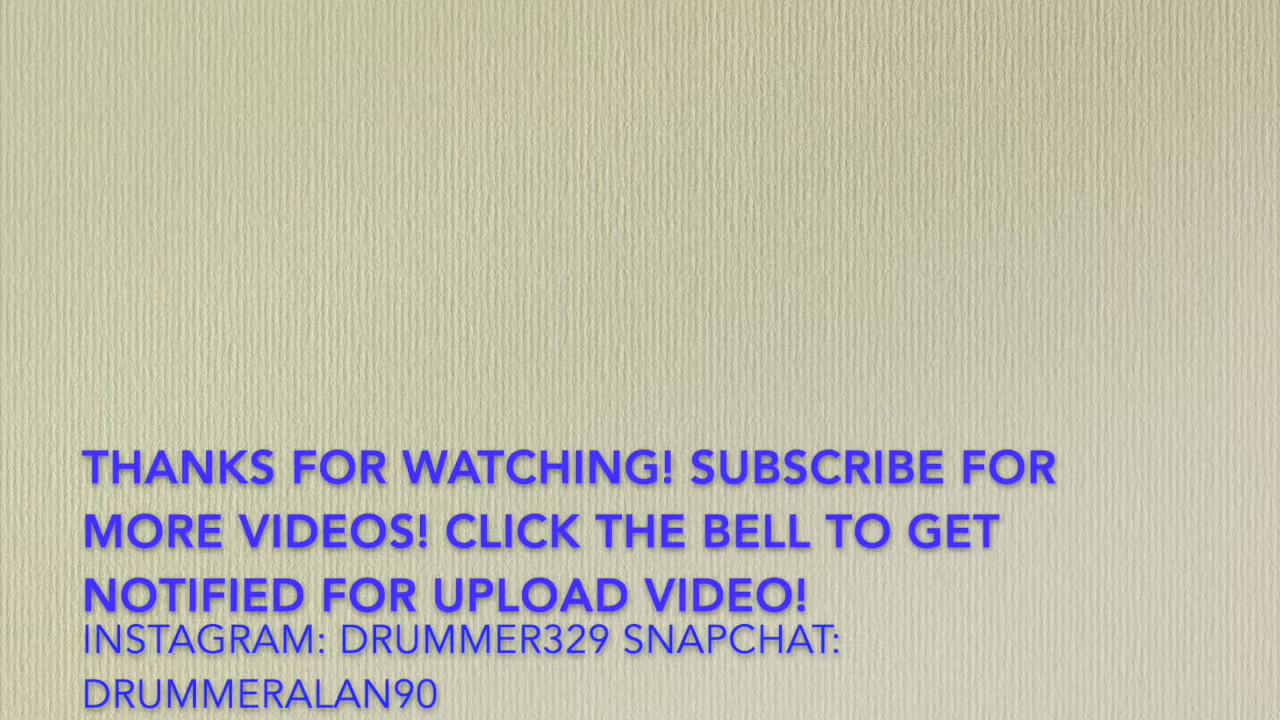 THANKS FOR WATCHING! SUBSCRIBE FOR
MORE VIDEOS! CLICK THE BELL TO GET
NOTIFIED FOR UPLOAD VIDEO!
INSTAGRAM: DRUMMER329 SNAPCHAT:
DRUMMERALAN90